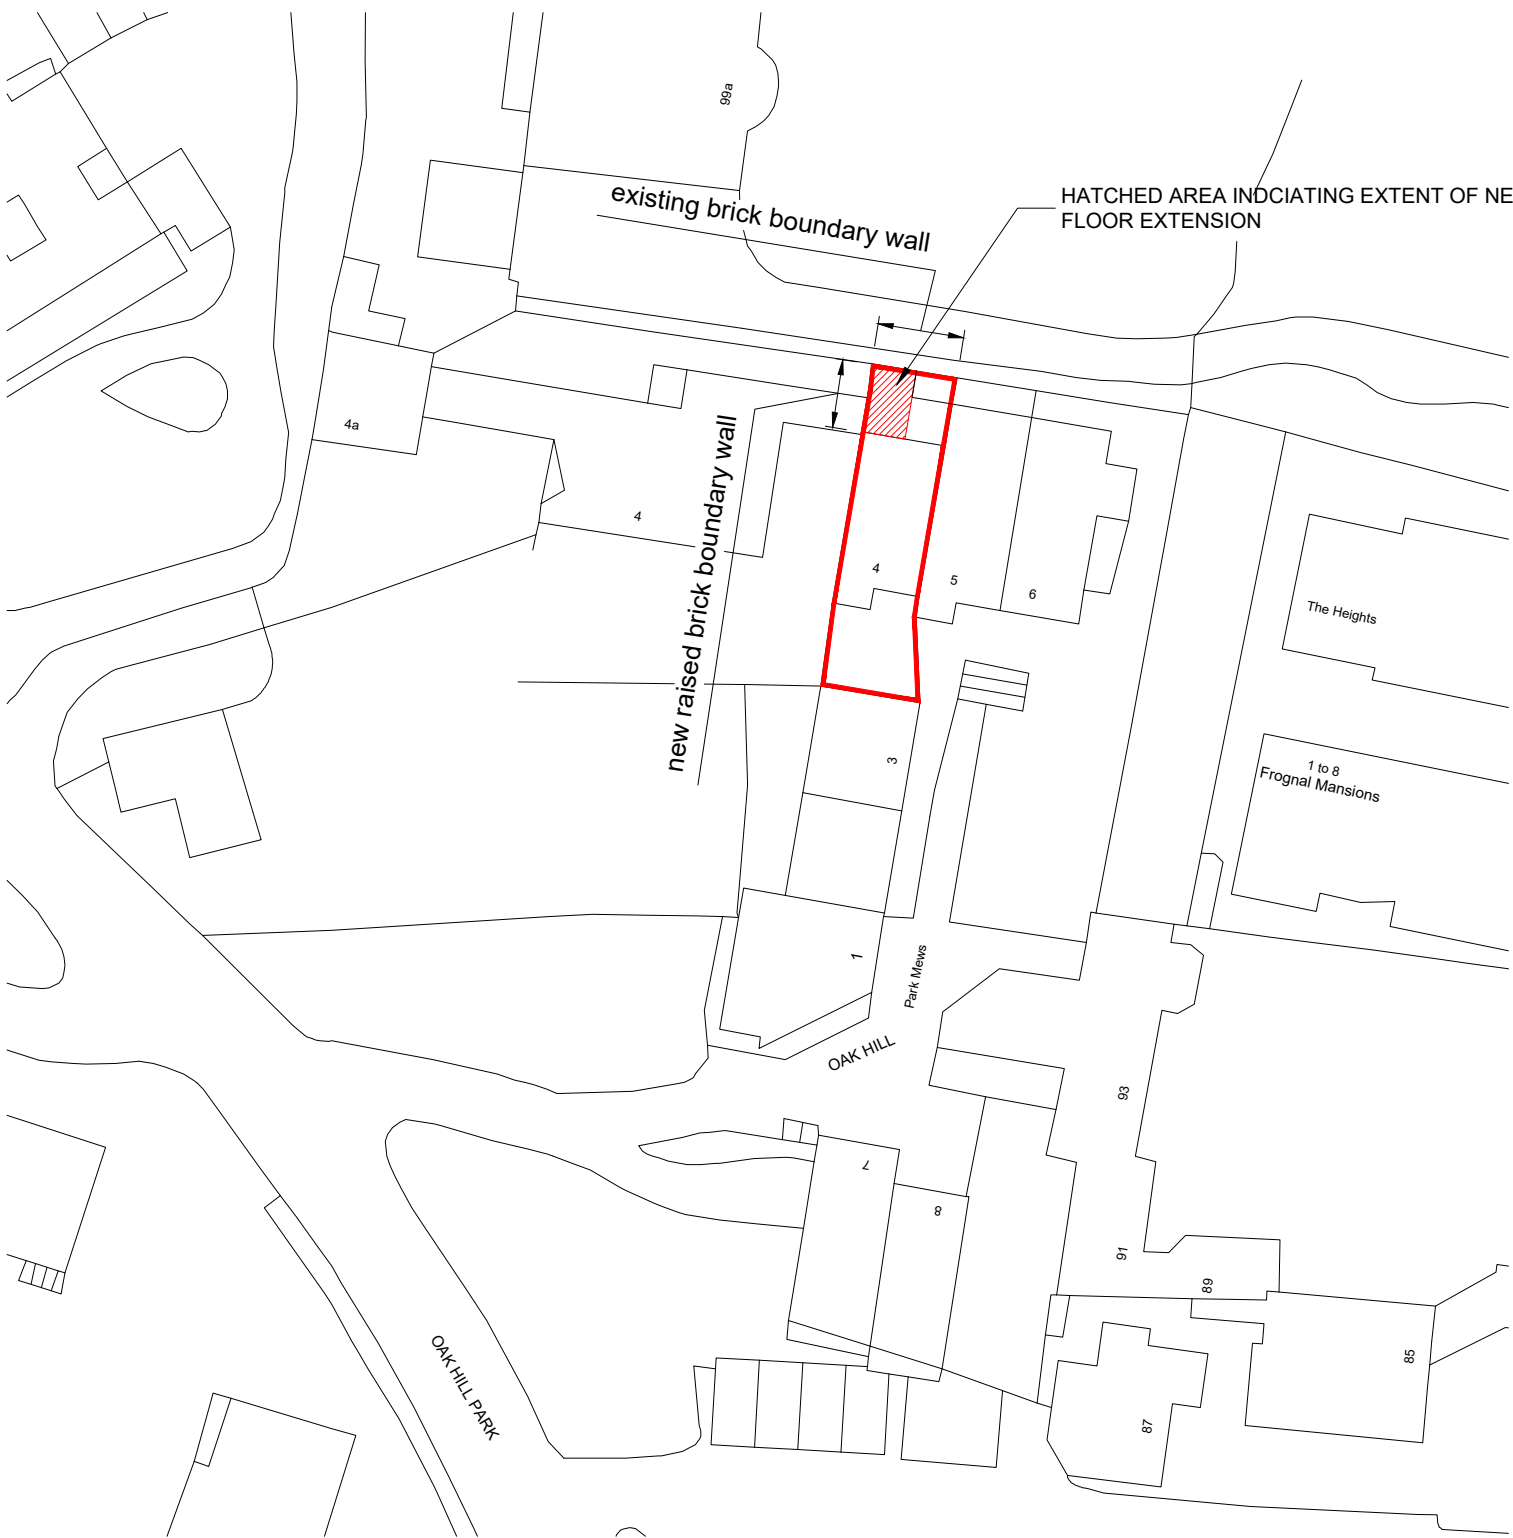 99a
existing brick boundary wall
HATCHED AREA INDCIATING EXTENT OF NE
FLOOR EXTENSION
4a
4
new raised brick boundary wall
4
5
6
The Heights
3
1 to 8
Frognal Mansions
1
Park Mews
OAK HILL
93
7
8
91
89
OAK HILL PARK
85
87